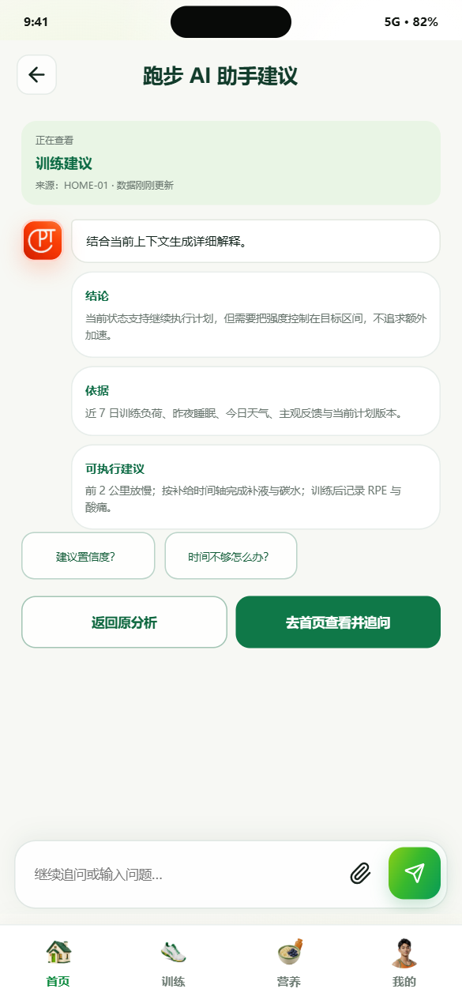 9:41
5G • 82%
跑步 AI 助手建议
正在查看
训练建议
来源：HOME-01 · 数据刚刚更新
CPT
结合当前上下文生成详细解释。
结论
当前状态支持继续执行计划，但需要把强度控制在目标区间，不追求额外
加速。
依据
近 7 日训练负荷、昨夜睡眠、今日天气、主观反馈与当前计划版本。
可执行建议
前 2 公里放慢；按补给时间轴完成补液与碳水；训练后记录 RPE 与
酸痛。
建议置信度？
时间不够怎么办？
返回原分析
去首页查看并追问
继续追问或输入问题...
首页
训练
营养
我的